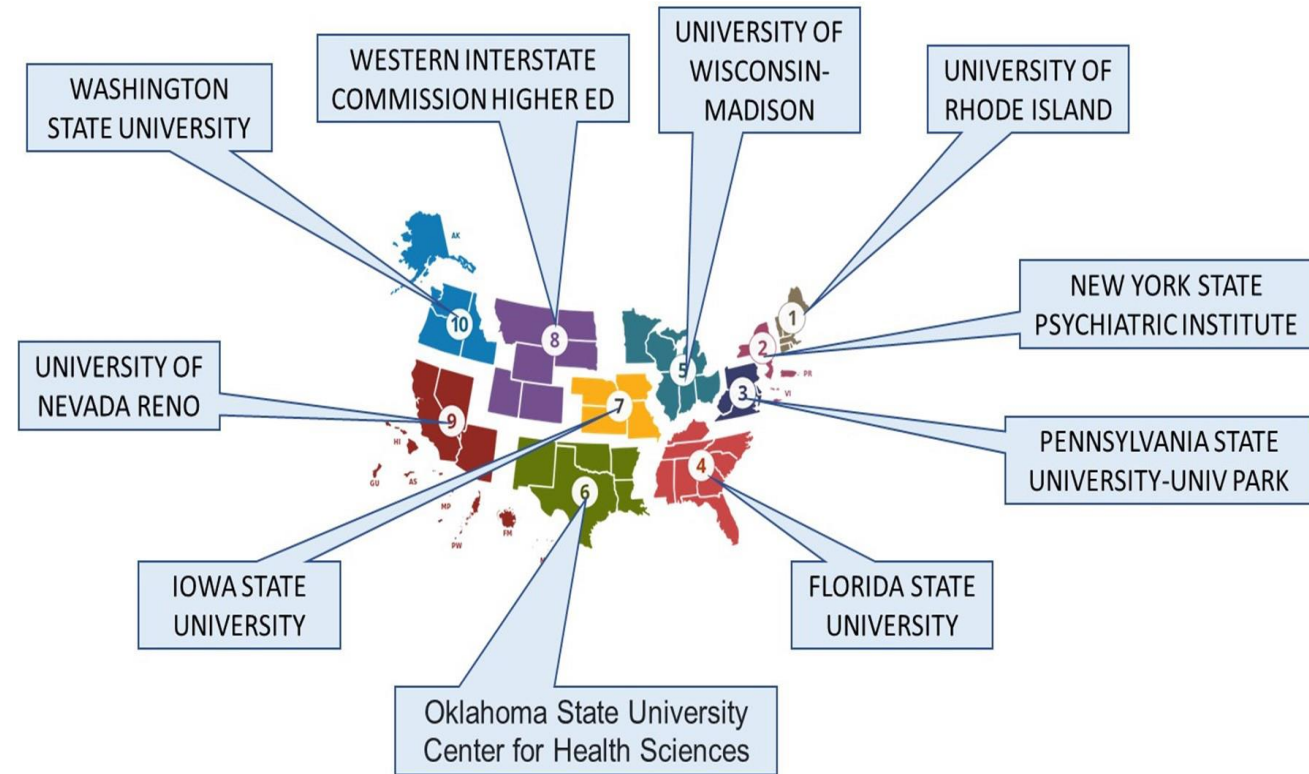 UNIVERSITY OF
WISCONSIN-
MADISON
WESTERN INTERSTATE
COMMISSION HIGHER ED
UNIVERSITY OF
RHODE ISLAND
WASHINGTON
STATE UNIVERSITY
AK
NEW YORK STATE
PSYCHIATRIC INSTITUTE
1
10
8
2
5
PR
UNIVERSITY OF
NEVADA RENO
3
VI
7
9
HI
PENNSYLVANIA STATE
UNIVERSITY-UNIV PARK
4
GU
AS
6
MP
FM
PW
IOWA STATE
UNIVERSITY
FLORIDA STATE
UNIVERSITY
Oklahoma State University
Center for Health Sciences